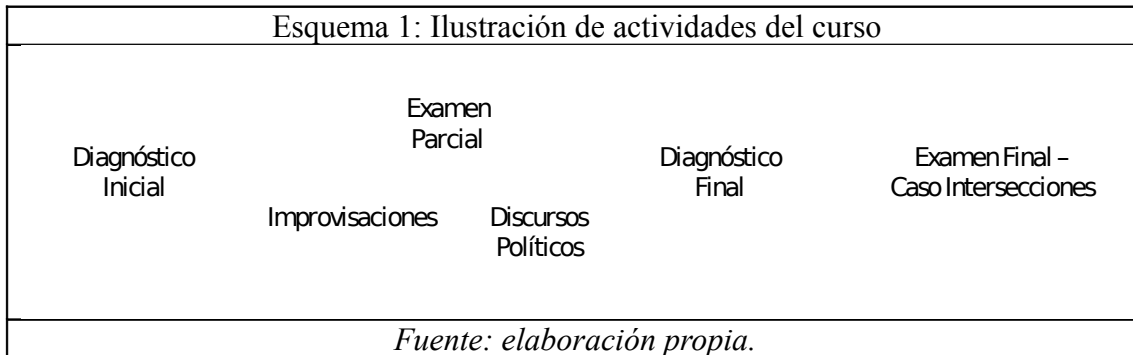 Esquema 1: Ilustración de actividades del curso
Diagnóstico
Inicial
Examen
Parcial
Improvisaciones
Discursos
Políticos
Diagnóstico
Final
Examen Final –
Caso Intersecciones
Fuente: elaboración propia.